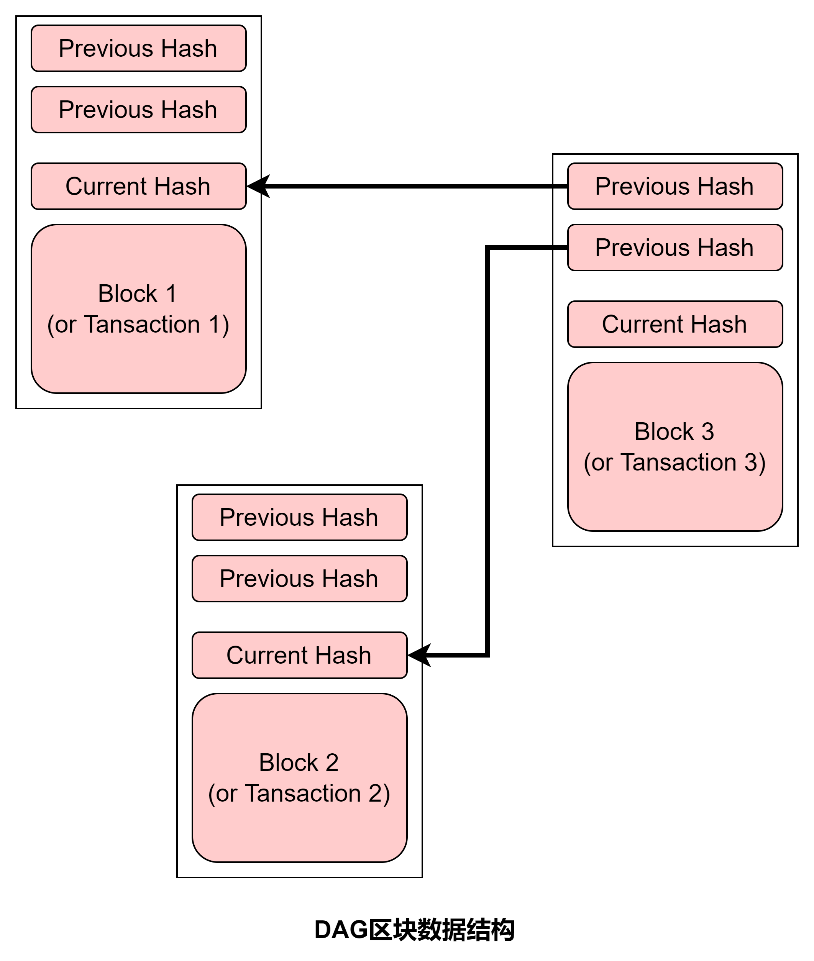 Previous Hash
Previous Hash
Current Hash
Block 1
(or Tansaction 1)
Previous Hash
Previous Hash
Current Hash
Block 3
(or Tansaction 3)
Previous Hash
Previous Hash
Current Hash
Block 2
(or Tansaction 2)
DAG区块数据结构